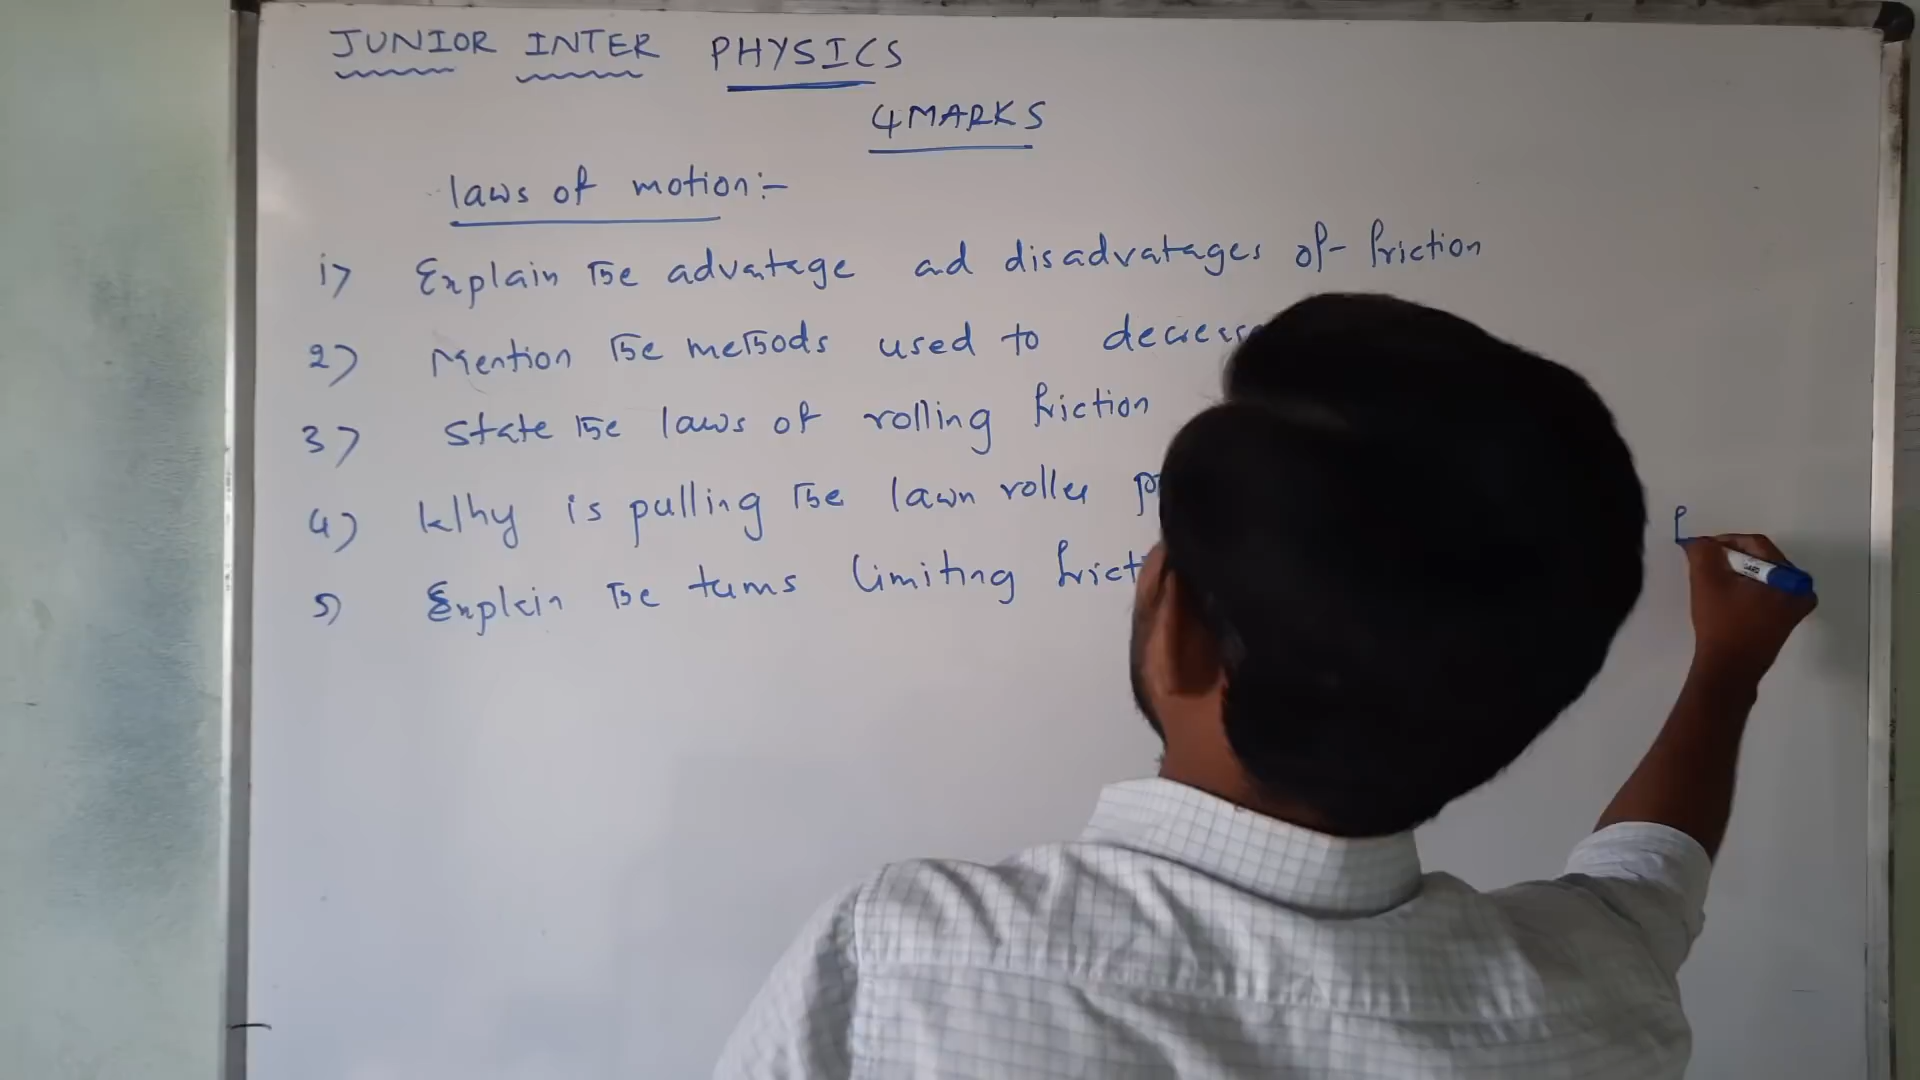 JUNIOR INTER PHYSICS
4 MARKS
laws of motion:-
1) Explain the advatage ad disadvatages of friction
2) Mention the methods used to
3) State the laws of rolling friction
4) Why is pulling the lawn roller
5) Explain the terms limiting